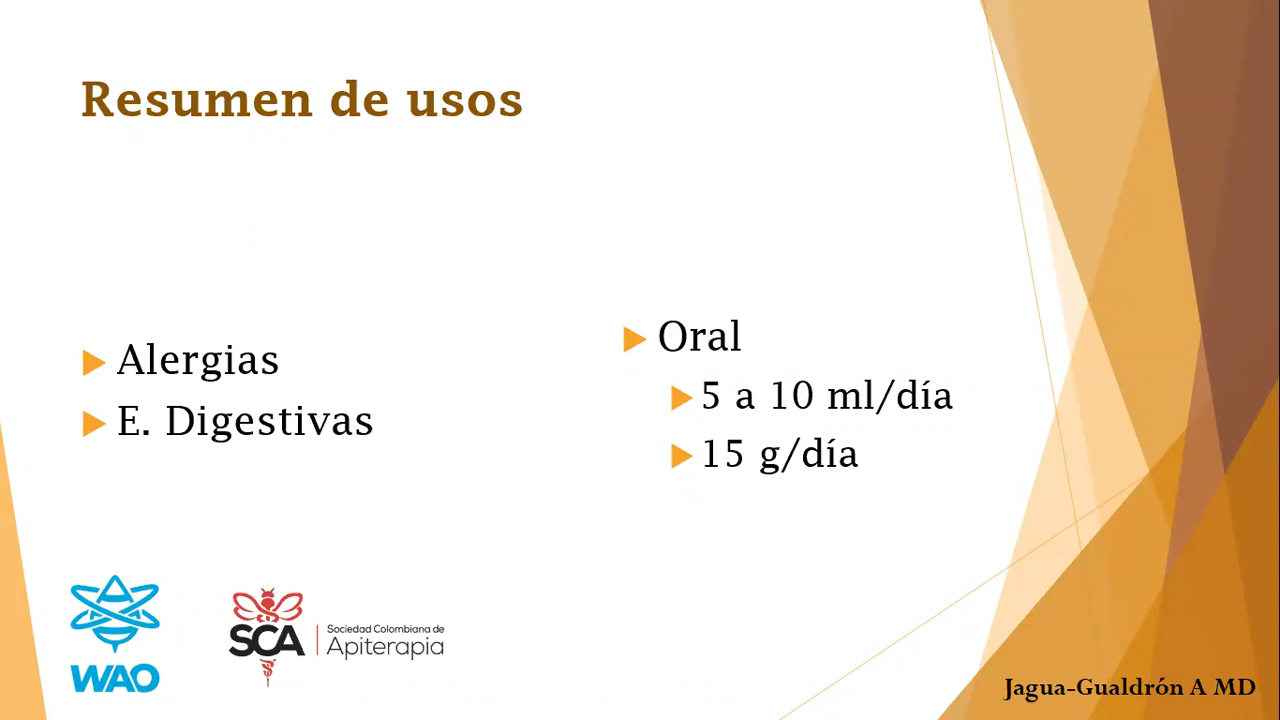 Resumen de usos
Alergias
E. Digestivas
Oral
5 a 10 ml/día
15 g/día
WAO
SCA
Sociedad Colombiana de
Apiterapia
Jagua-Gualdrón A MD